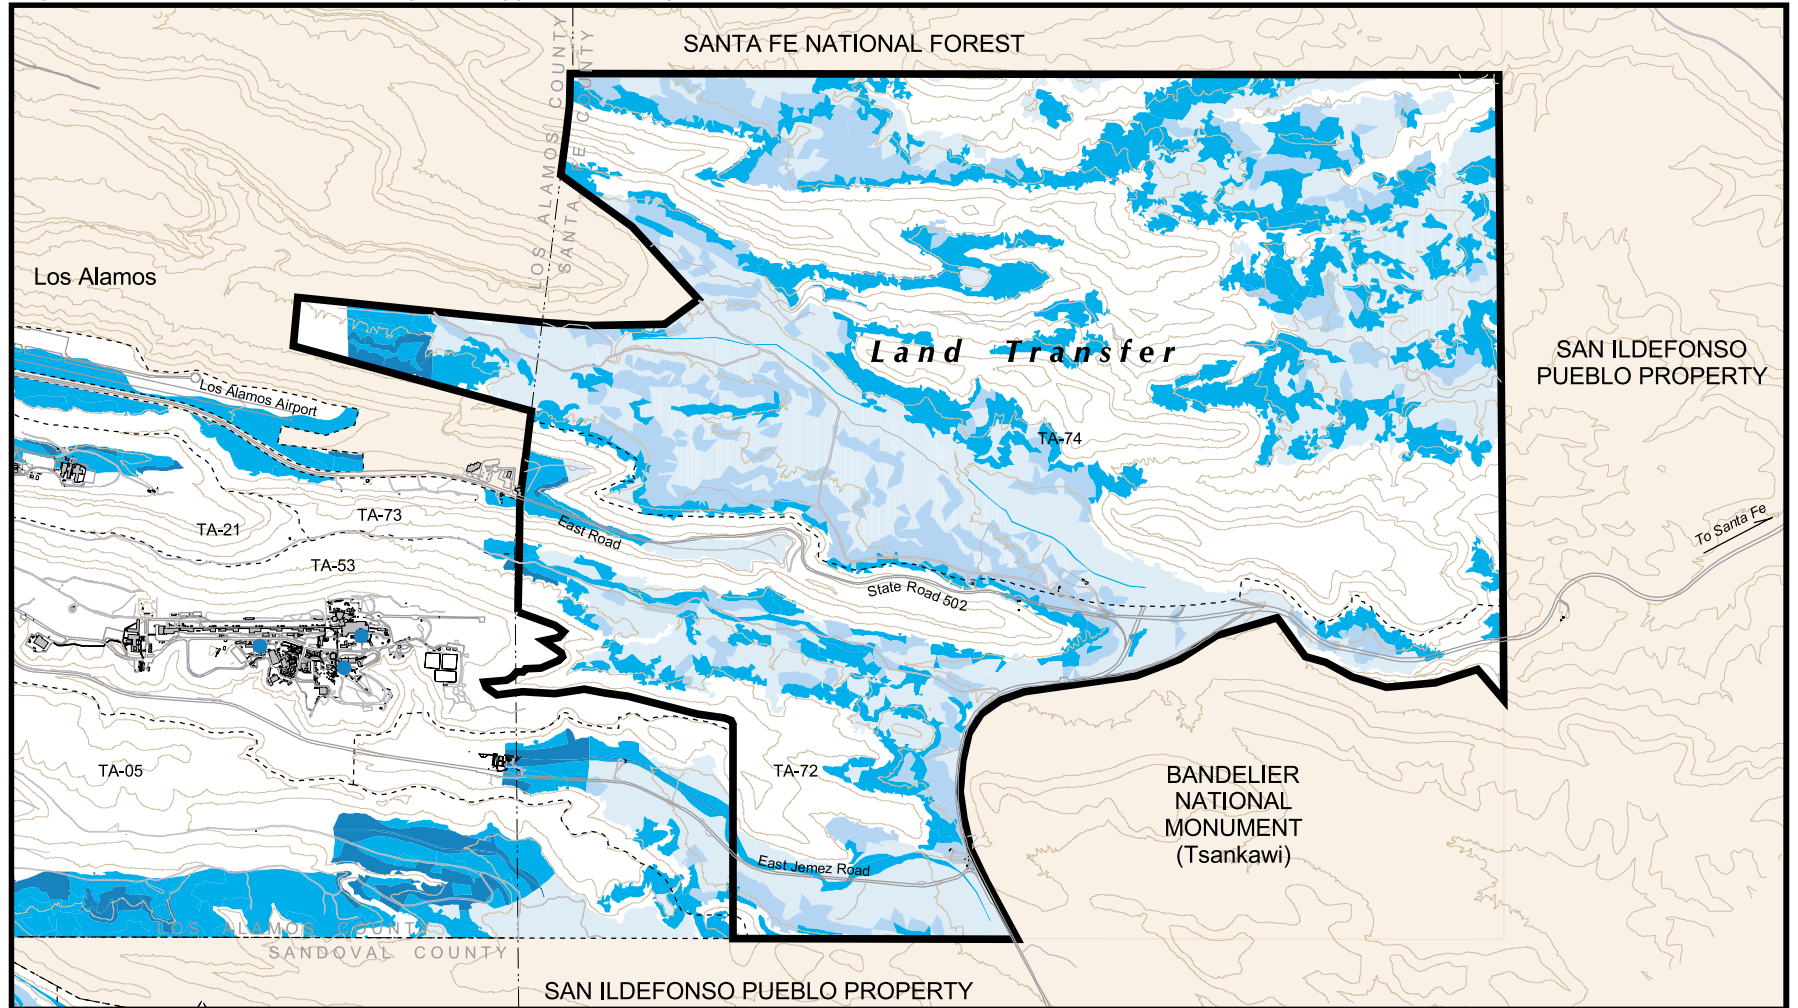 SANTA FE NATIONAL FOREST
LOS ALAMOS COUNTY
SANTA FE COUNTY
Los Alamos
Land Transfer
SAN ILDEFONSO
PUEBLO PROPERTY
Los Alamos Airport
TA-74
TA-21
TA-73
East Road
To Santa Fe
TA-53
State Road 502
TA-05
TA-72
BANDELIER
NATIONAL
MONUMENT
(Tsankawi)
East Jemez Road
LOS ALAMOS COUNTY
SANDOVAL COUNTY
SAN ILDEFONSO PUEBLO PROPERTY